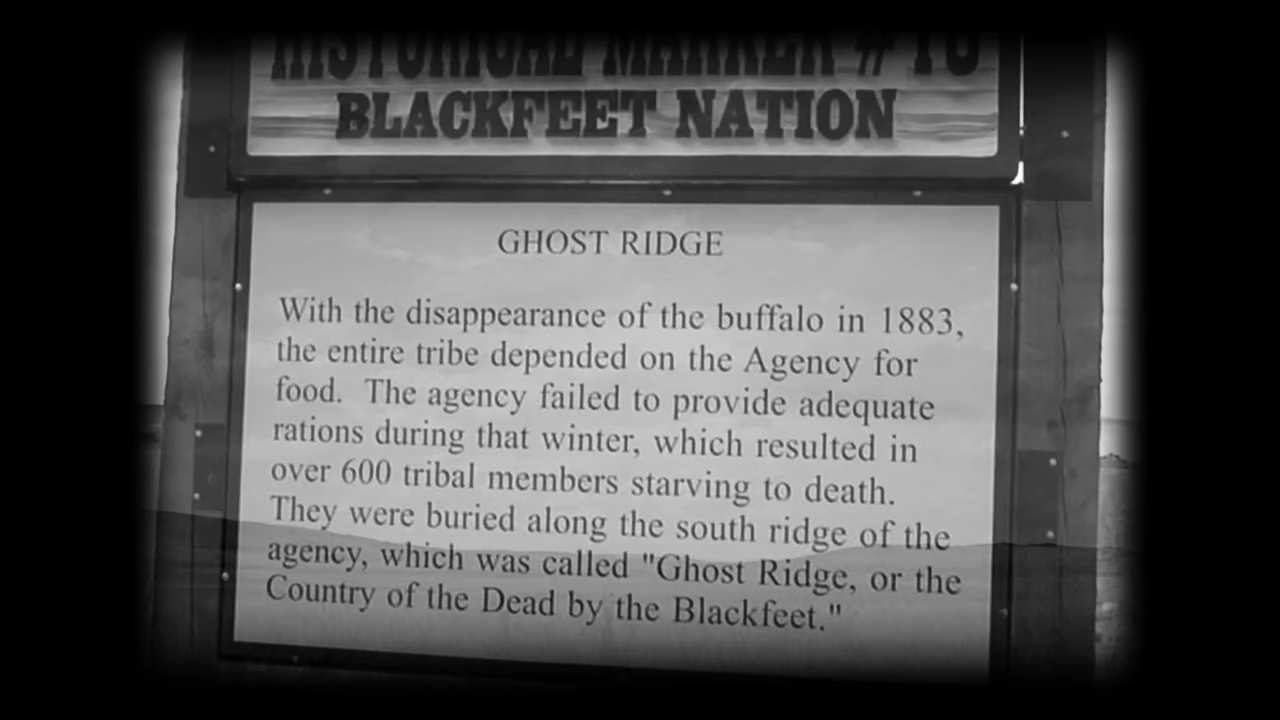 HISTORICAL MARKER # 10
BLACKFEET NATION
GHOST RIDGE
With the disappearance of the buffalo in 1883,
the entire tribe depended on the Agency for
food. The agency failed to provide adequate
rations during that winter, which resulted in
over 600 tribal members starving to death.
They were buried along the south ridge of the
agency, which was called "Ghost Ridge, or the
Country of the Dead by the Blackfeet."